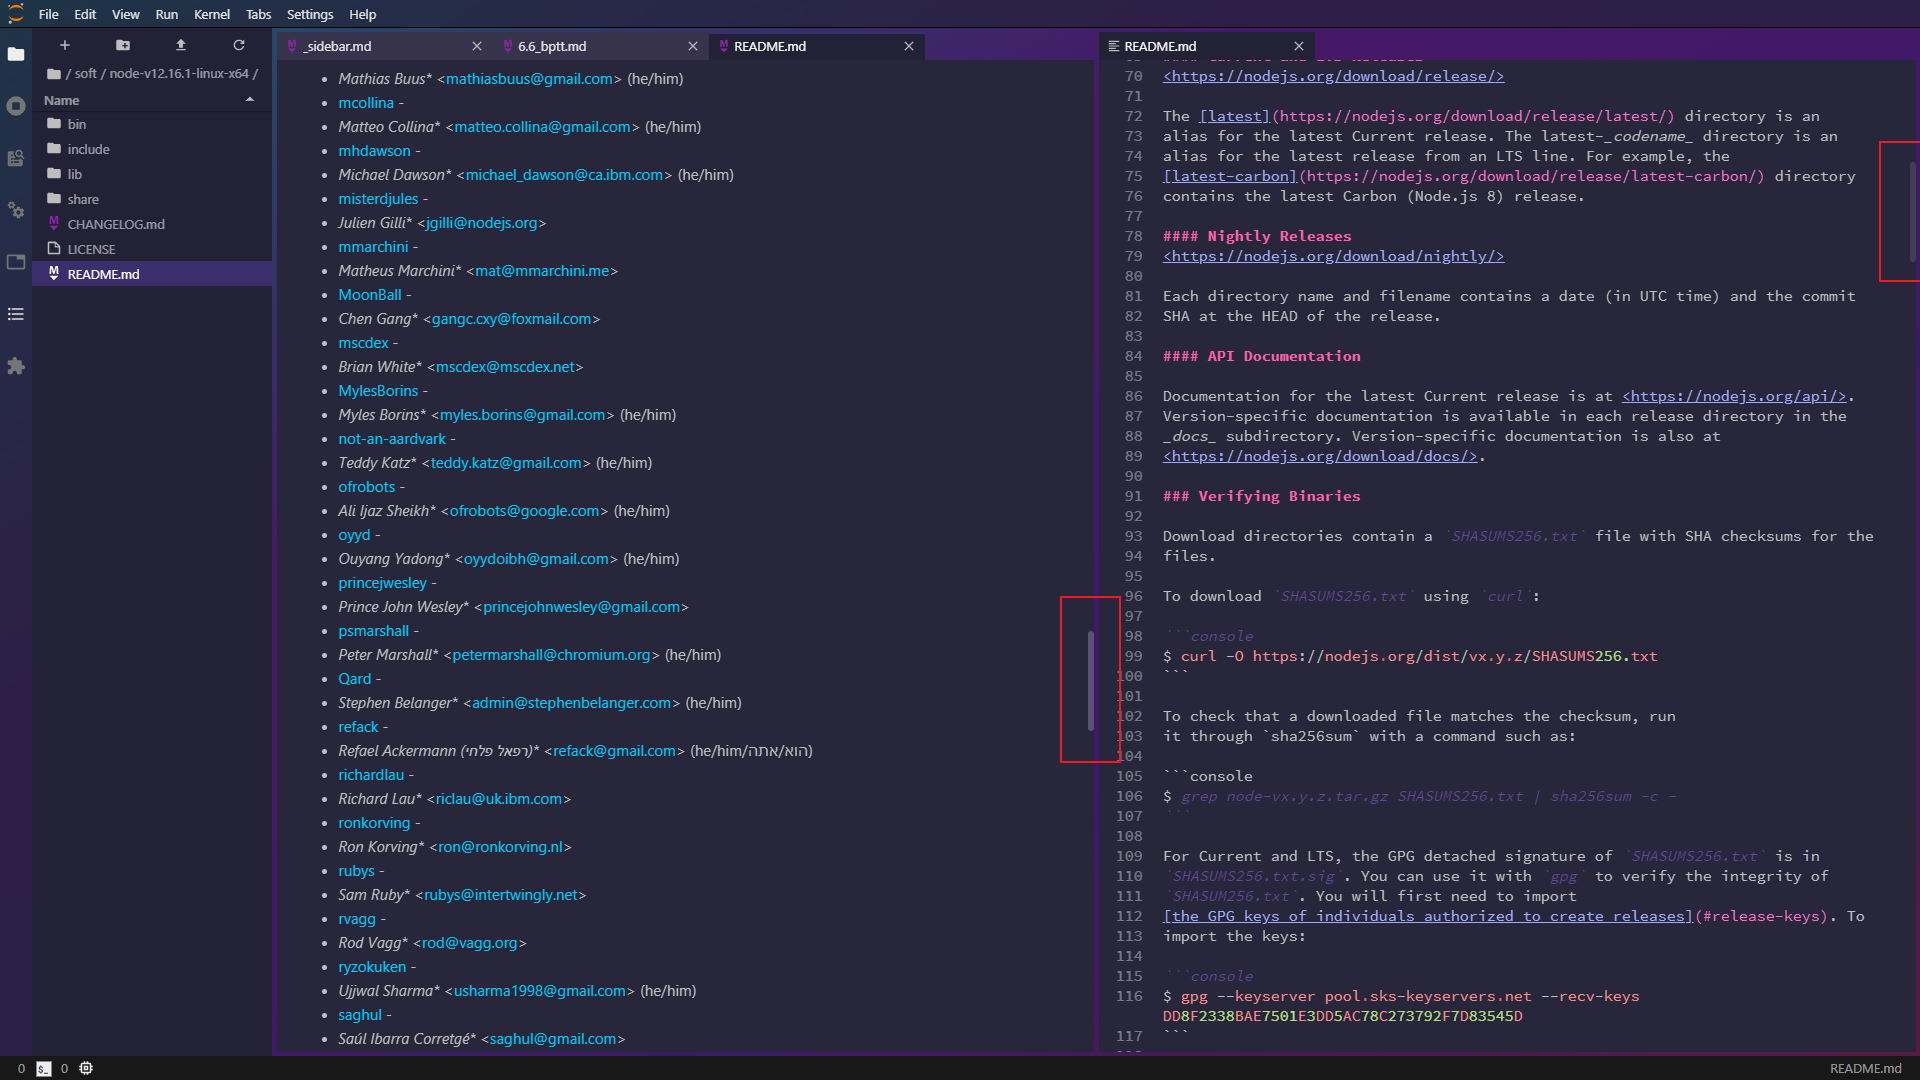 File Edit View Run Kernel Tabs Settings Help
/ soft / node-v12.16.1-linux-x64 /
Name
bin
include
lib
share
CHANGELOG.md
LICENSE
README.md
_sidebar.md
6.6_bptt.md
README.md
Mathias Buus* <mathiasbuus@gmail.com> (he/him)
mcollina -
Matteo Collina* <matteo.collina@gmail.com> (he/him)
mhdawson -
Michael Dawson* <michael_dawson@ca.ibm.com> (he/him)
misterdjules -
Julien Gilli* <jgilli@nodejs.org>
mmarchini -
Matheus Marchini* <mat@mmarchini.me>
MoonBall -
Chen Gang* <gangc.cxy@foxmail.com>
mscdex -
Brian White* <mscdex@mscdex.net>
MylesBorins -
Myles Borins* <myles.borins@gmail.com> (he/him)
not-an-aardvark -
Teddy Katz* <teddy.katz@gmail.com> (he/him)
ofrobots -
Ali Ijaz Sheikh* <ofrobots@google.com> (he/him)
oyyd -
Ouyang Yadong* <oyydoibh@gmail.com> (he/him)
princejwesley -
Prince John Wesley* <princejohnwesley@gmail.com>
psmarshall -
Peter Marshall* <petermarshall@chromium.org> (he/him)
Qard -
Stephen Belanger* <admin@stephenbelanger.com> (he/him)
refack -
Refael Ackermann (רפאל פלחי)* <refack@gmail.com> (he/him/הוא/אתה)
richardlau -
Richard Lau* <riclau@uk.ibm.com>
ronkorving -
Ron Korving* <ron@ronkorving.nl>
rubys -
Sam Ruby* <rubys@intertwingly.net>
rvagg -
Rod Vagg* <rod@vagg.org>
ryzokuken -
Ujjwal Sharma* <usharma1998@gmail.com> (he/him)
saghul -
Saúl Ibarra Corretgé* <saghul@gmail.com>
README.md
70 <https://nodejs.org/download/release/>
71
72 The [latest](https://nodejs.org/download/release/latest/) directory is an
73 alias for the latest Current release. The latest-_codename_ directory is an
74 alias for the latest release from an LTS line. For example, the
75 [latest-carbon](https://nodejs.org/download/release/latest-carbon/) directory
76 contains the latest Carbon (Node.js 8) release.
77
78 #### Nightly Releases
79 <https://nodejs.org/download/nightly/>
80
81 Each directory name and filename contains a date (in UTC time) and the commit
82 SHA at the HEAD of the release.
83
84 #### API Documentation
85
86 Documentation for the latest Current release is at <https://nodejs.org/api/>.
87 Version-specific documentation is available in each release directory in the
88 _docs_ subdirectory. Version-specific documentation is also at
89 <https://nodejs.org/download/docs/>.
90
91 ### Verifying Binaries
92
93 Download directories contain a `SHASUMS256.txt` file with SHA checksums for the
94 files.
95
96 To download `SHASUMS256.txt` using `curl`:
97
98 ```console
99 $ curl -O https://nodejs.org/dist/vx.y.z/SHASUMS256.txt
100 ```
101
102 To check that a downloaded file matches the checksum, run
103 it through `sha256sum` with a command such as:
104
105 ```console
106 $ grep node-vx.y.z.tar.gz SHASUMS256.txt | sha256sum -c -
107 ```
108
109 For Current and LTS, the GPG detached signature of `SHASUMS256.txt` is in
110 `SHASUMS256.txt.sig`. You can use it with `gpg` to verify the integrity of
111 `SHASUM256.txt`. You will first need to import
112 [the GPG keys of individuals authorized to create releases](#release-keys). To
113 import the keys:
114
115 ```console
116 $ gpg --keyserver pool.sks-keyservers.net --recv-keys
DD8F2338BAE7501E3DD5AC78C273792F7D83545D
117 ```
0 $_ 0
README.md